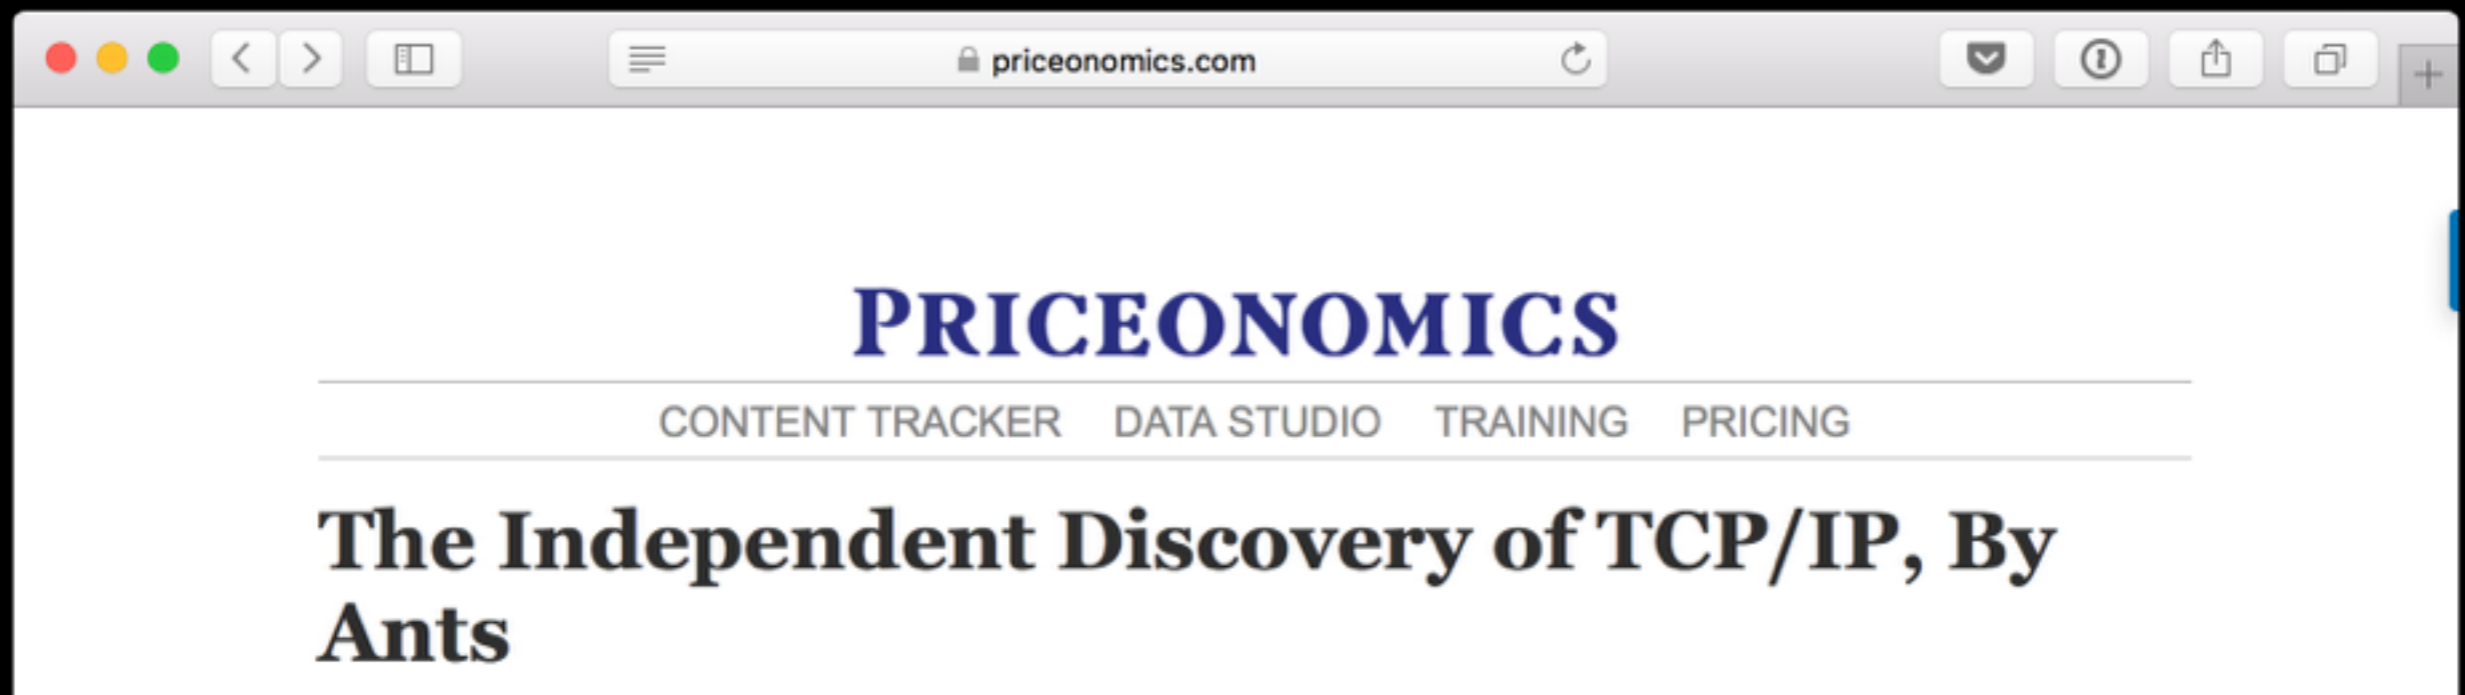 priceonomics.com
PRICEONOMICS
CONTENT TRACKER DATA STUDIO TRAINING PRICING
The Independent Discovery of TCP/IP, By
Ants